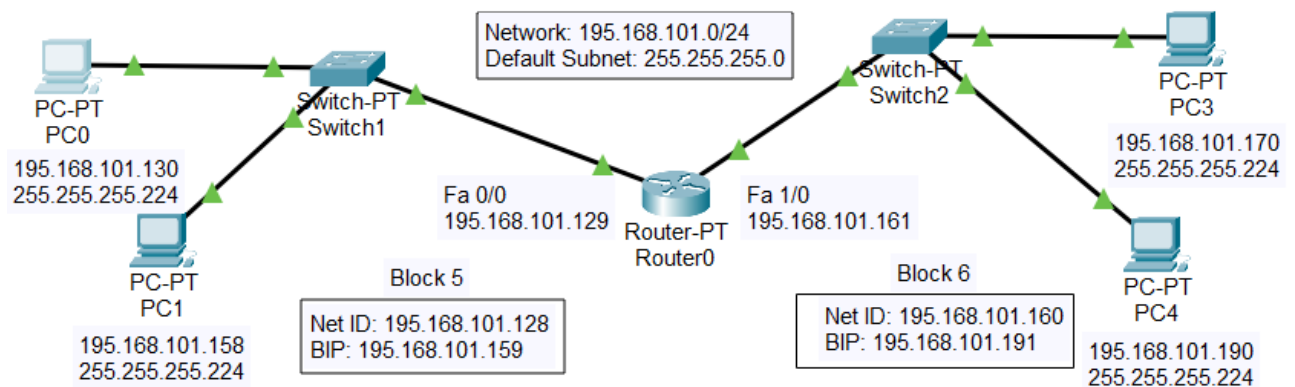 Network: 195.168.101.0/24
Default Subnet: 255.255.255.0
PC-PT
PC0
195.168.101.130
255.255.255.224
Switch-PT
Switch1
PC-PT
PC1
195.168.101.158
255.255.255.224
Fa 0/0
195.168.101.129
Router-PT
Router0
Fa 1/0
195.168.101.161
Switch-PT
Switch2
PC-PT
PC3
195.168.101.170
255.255.255.224
PC-PT
PC4
195.168.101.190
255.255.255.224
Block 5
Net ID: 195.168.101.128
BIP: 195.168.101.159
Block 6
Net ID: 195.168.101.160
BIP: 195.168.101.191